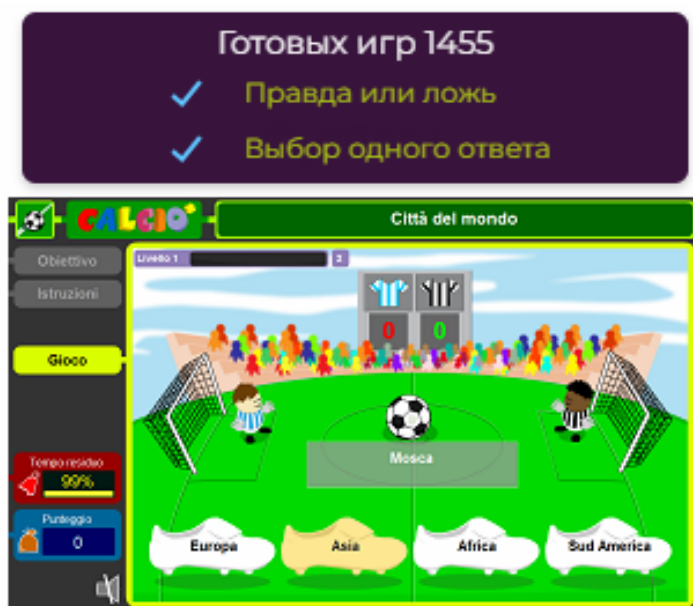 Готовых игр 1455
Правда или ложь
Выбор одного ответа
CALCIO+
Città del mondo
Obiettivo
Istruzioni
Gioco
Livello 1
2
0 0
Mosca
Tempo residuo
99%
Punteggio
0
Europa Asia Africa Sud America